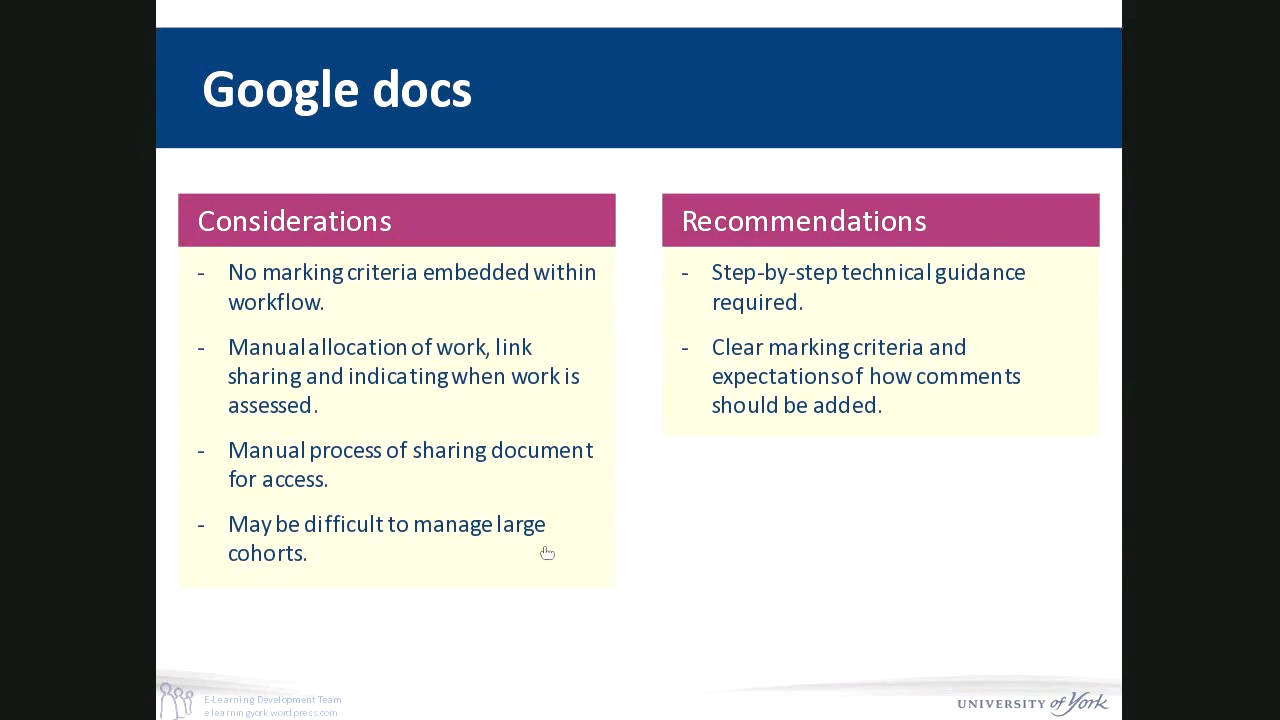 Google docs
Considerations
- No marking criteria embedded within
workflow.
- Manual allocation of work, link
sharing and indicating when work is
assessed.
- Manual process of sharing document
for access.
- May be difficult to manage large
cohorts.
Recommendations
- Step-by-step technical guidance
required.
- Clear marking criteria and
expectations of how comments
should be added.
E-Learning Development Team
elearningyork.wordpress.com
UNIVERSITY of York